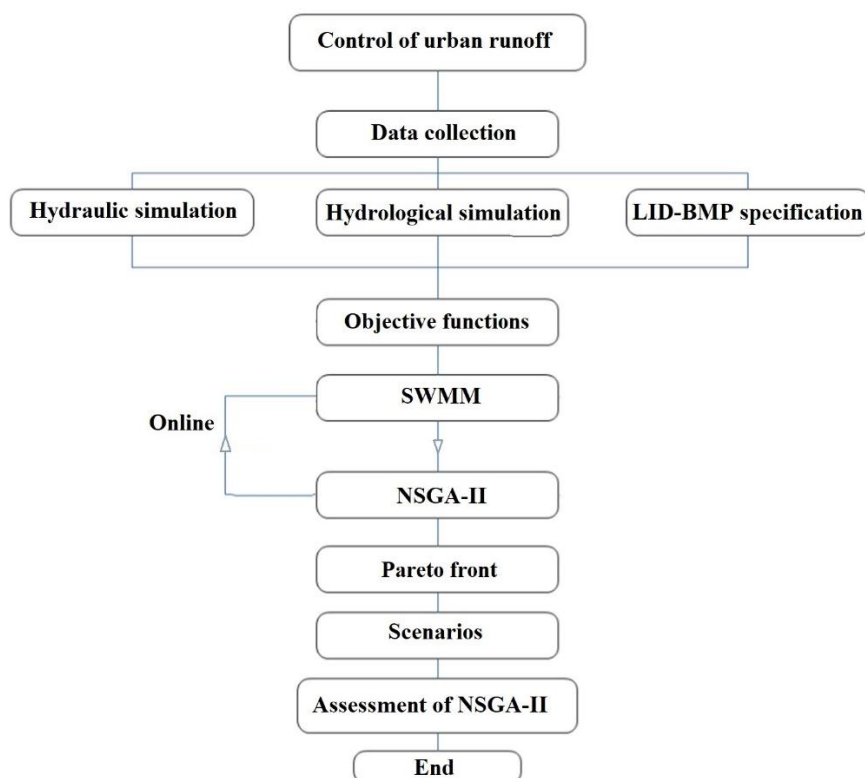 Control of urban runoff
Data collection
Hydraulic simulation
Hydrological simulation
LID-BMP specification
Objective functions
SWMM
Online
NSGA-II
Pareto front
Scenarios
Assessment of NSGA-II
End